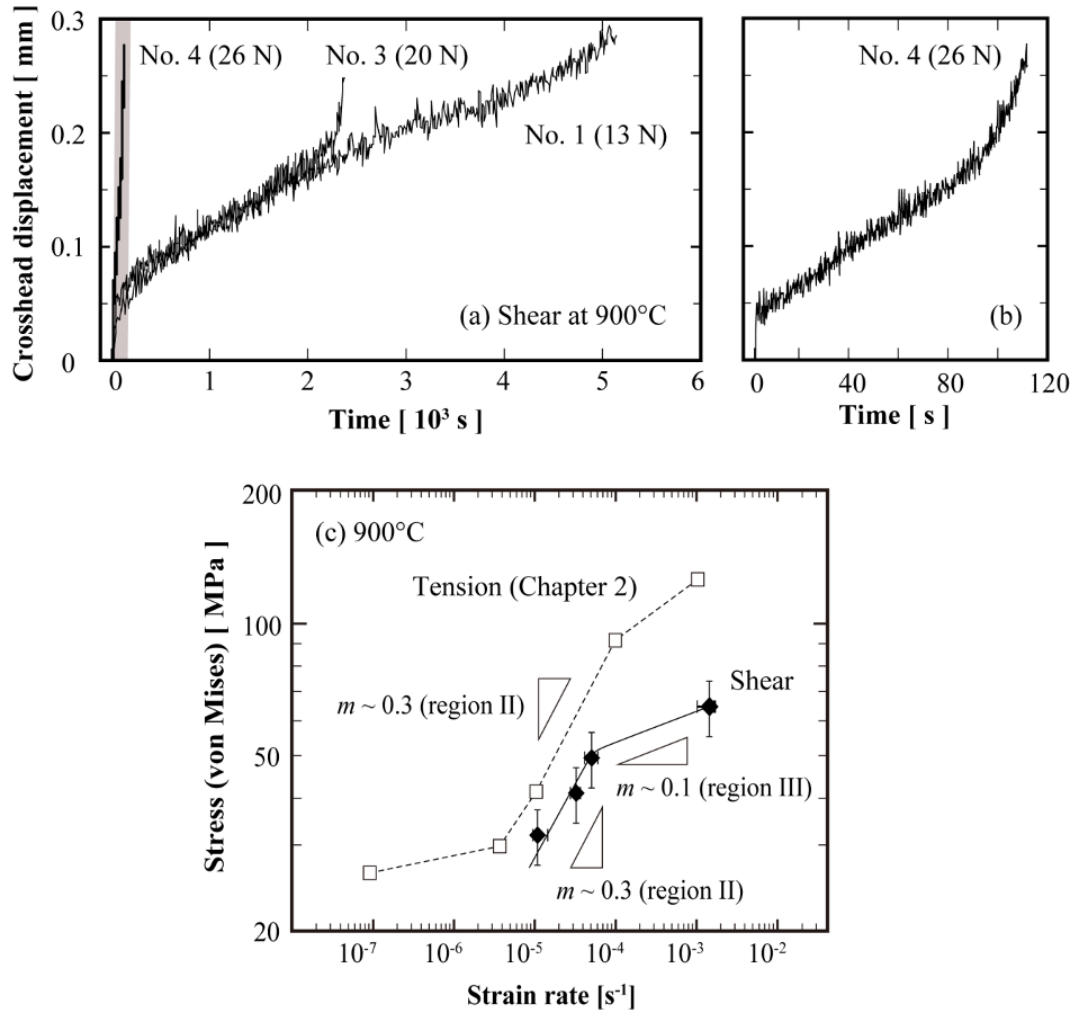 0.3
0.2
0.1
0
Crosshead displacement [ mm ]
No. 4 (26 N)
No. 3 (20 N)
No. 1 (13 N)
(a) Shear at 900°C
0 1 2 3 4 5 6
Time [ 10³ s ]
No. 4 (26 N)
(b)
0 40 80 120
Time [ s ]
200
100
50
20
Stress (von Mises) [ MPa ]
(c) 900°C
Tension (Chapter 2)
m ~ 0.3 (region II)
Shear
m ~ 0.1 (region III)
m ~ 0.3 (region II)
10⁻⁷ 10⁻⁶ 10⁻⁵ 10⁻⁴ 10⁻³ 10⁻²
Strain rate [s⁻¹]